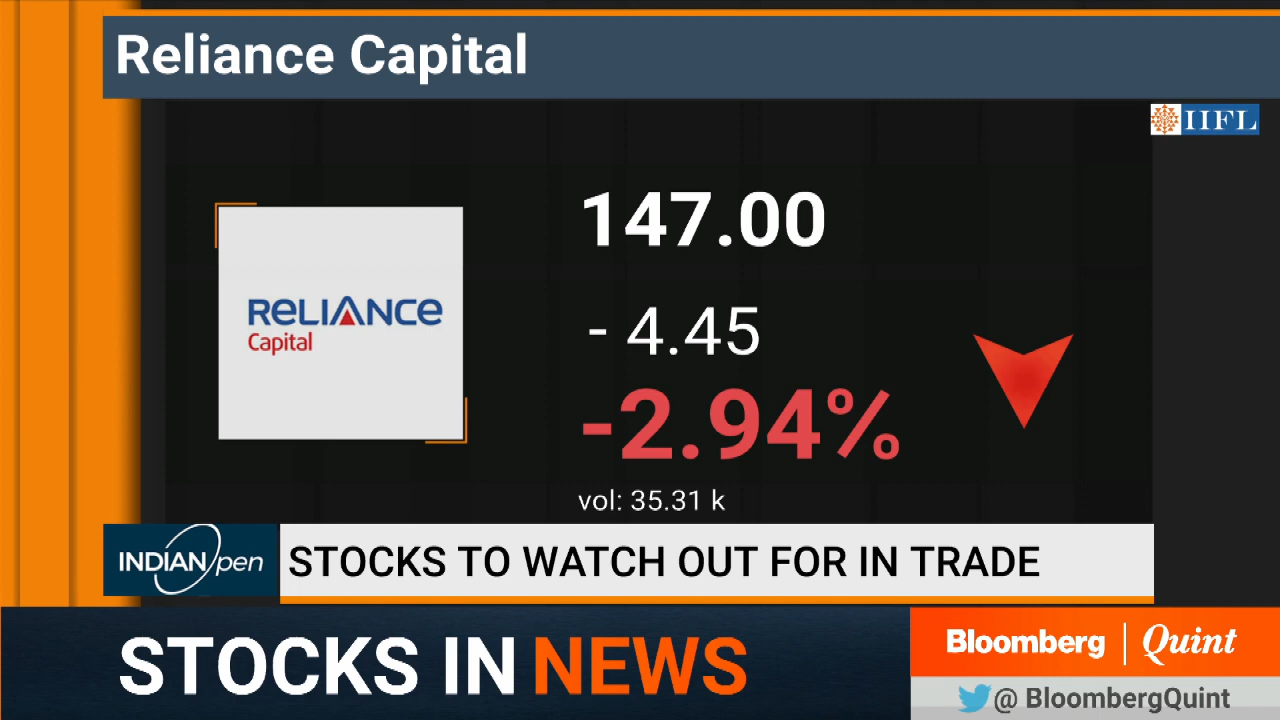 Reliance Capital
IIFL
147.00
RELIANCE
Capital
- 4.45
-2.94%
vol: 35.31 k
INDIAN Open
STOCKS TO WATCH OUT FOR IN TRADE
STOCKS IN NEWS
Bloomberg | Quint
@ BloombergQuint